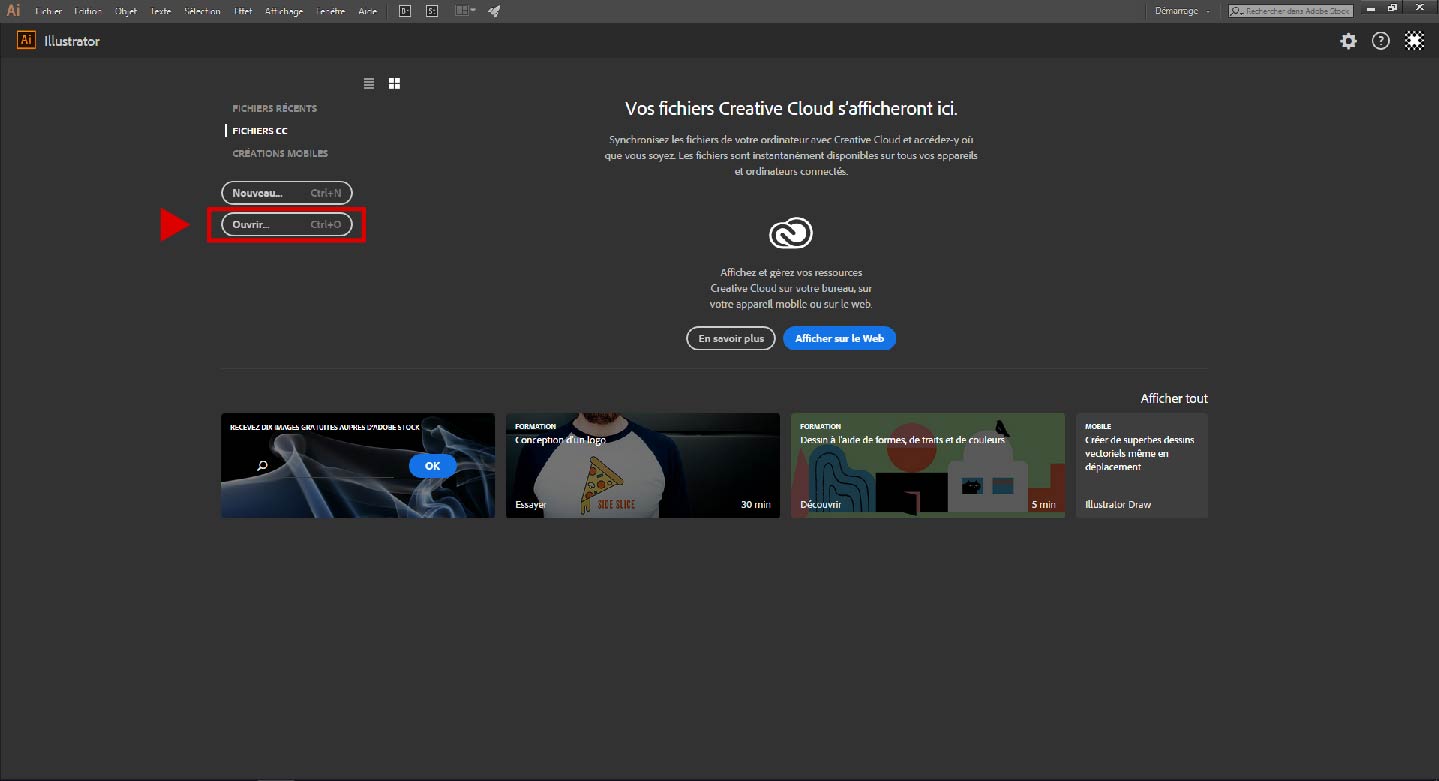 Ai Fichier Edition Objet Texte Sélection Effet Affichage Fenêtre Aide Br St Démarrage Rechercher dans Adobe Stock
Ai Illustrator
FICHIERS RÉCENTS
FICHIERS CC
CRÉATIONS MOBILES
Nouveau... Ctrl+N
Ouvrir... Ctrl+O
Vos fichiers Creative Cloud s'afficheront ici.
Synchronisez les fichiers de votre ordinateur avec Creative Cloud et accédez-y où
que vous soyez. Les fichiers sont instantanément disponibles sur tous vos appareils
et ordinateurs connectés.
Affichez et gérez vos ressources
Creative Cloud sur votre bureau, sur
votre appareil mobile ou sur le web.
En savoir plus Afficher sur le Web
Afficher tout
RECEVEZ DIX IMAGES GRATUITES AUPRES D'ADOBE STOCK
OK
FORMATION
Conception d'un logo
SIDE SLICE
Essayer 30 min
FORMATION
Dessin à l'aide de formes, de traits et de couleurs
Découvrir 5 min
MOBILE
Créer de superbes dessins
vectoriels même en
déplacement
Illustrator Draw